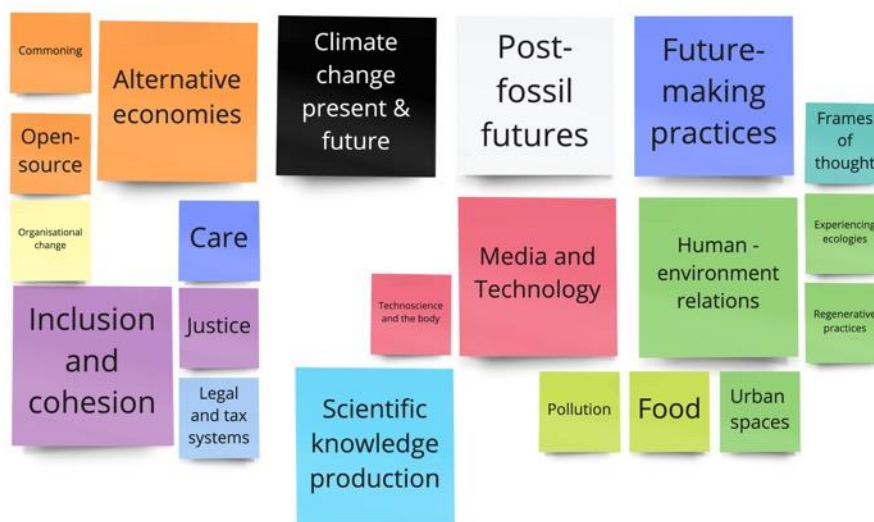 Commoning
Alternative
economies
Climate
change
present &
future
Post-
fossil
futures
Future-
making
practices
Frames
of
thought
Open-
source
Organisational
change
Care
Media and
Technology
Human -
environment
relations
Experiencing
ecologies
Technoscience
and the body
Regenerative
practices
Inclusion
and
cohesion
Justice
Legal
and tax
systems
Scientific
knowledge
production
Pollution
Food
Urban
spaces